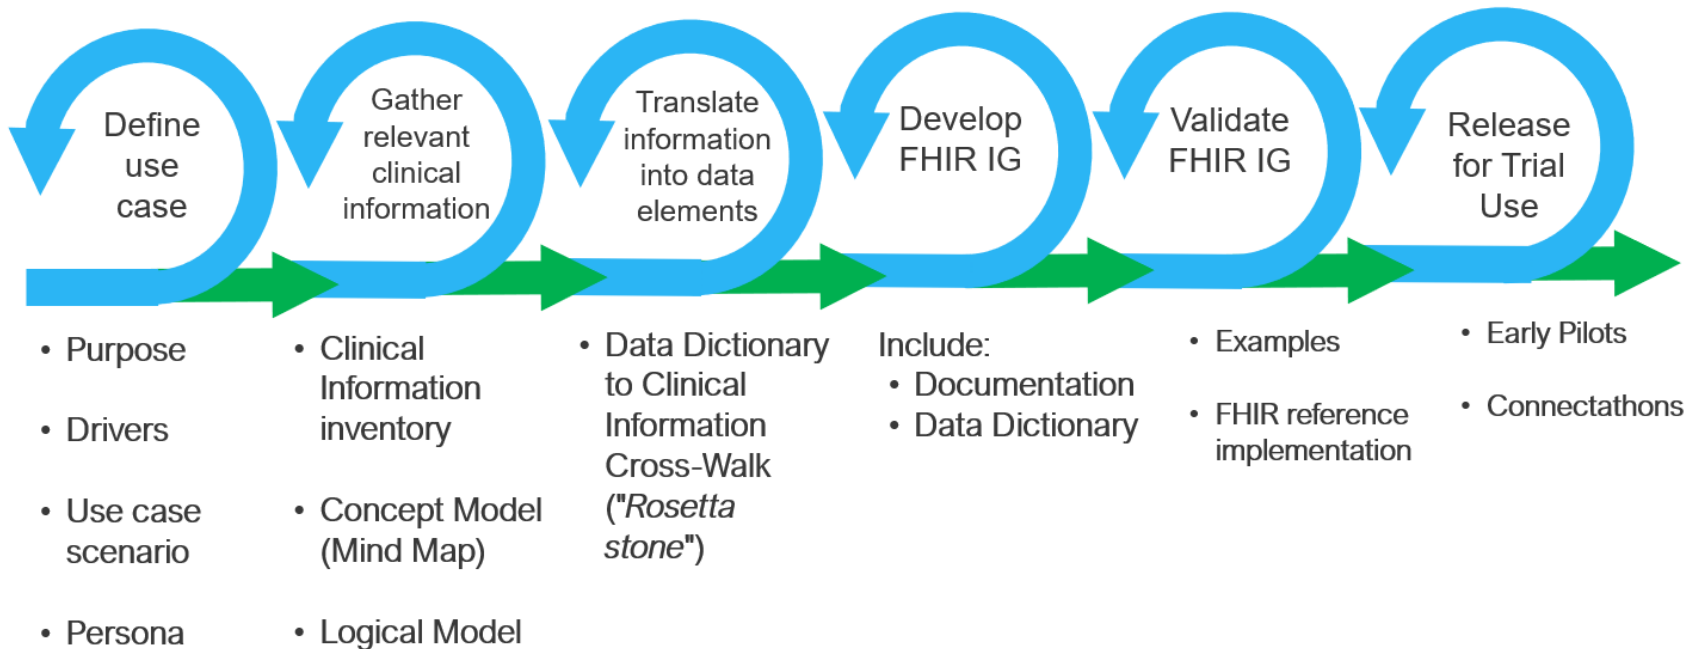 Define
use
case
Gather
relevant
clinical
information
Translate
information
into data
elements
Develop
FHIR IG
Validate
FHIR IG
Release
for Trial
Use
• Purpose
• Drivers
• Use case
scenario
• Persona
• Clinical
Information
inventory
• Concept Model
(Mind Map)
• Logical Model
• Data Dictionary
to Clinical
Information
Cross-Walk
("Rosetta
stone")
Include:
• Documentation
• Data Dictionary
• Examples
• FHIR reference
implementation
• Early Pilots
• Connectathons